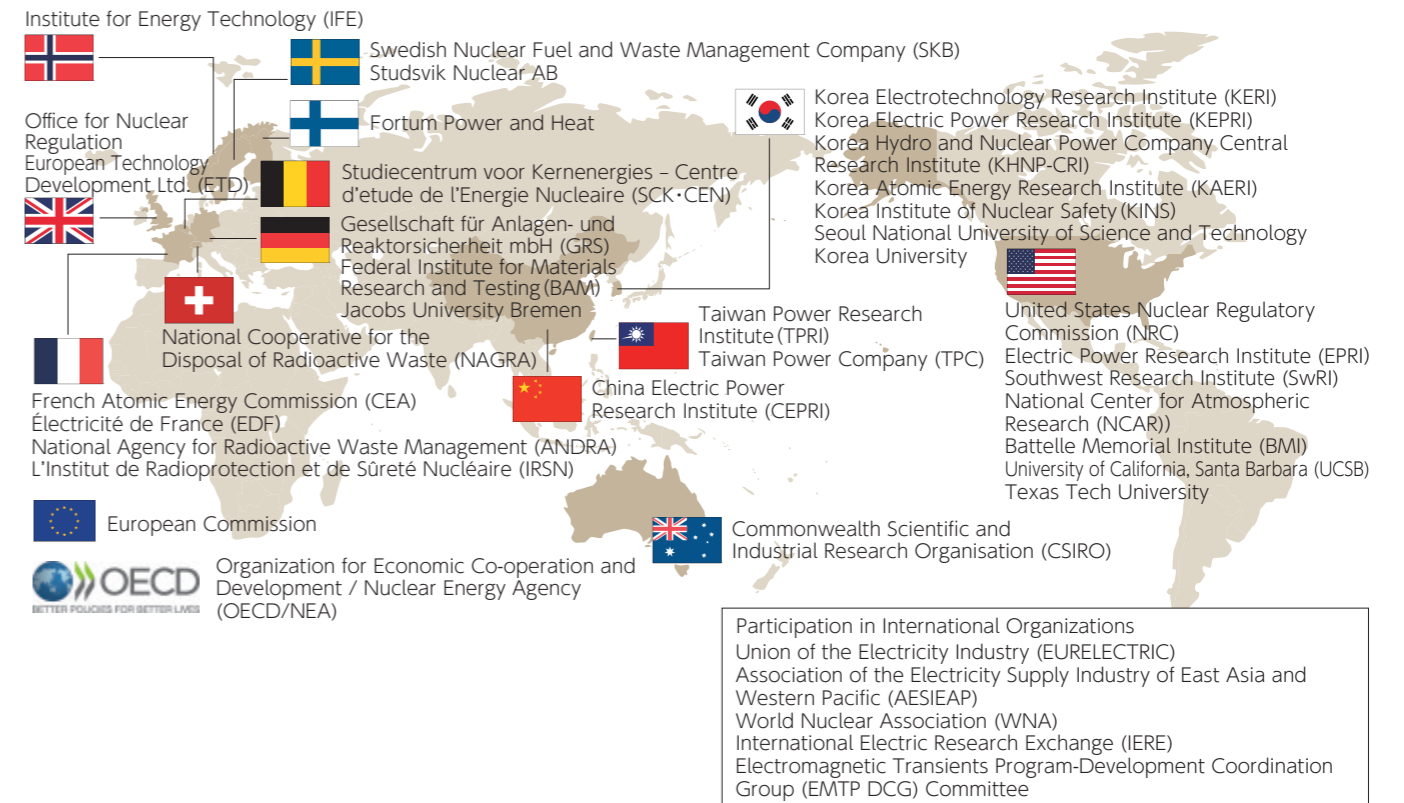 Institute for Energy Technology (IFE)
Swedish Nuclear Fuel and Waste Management Company (SKB)
Studsvik Nuclear AB
Fortum Power and Heat
Office for Nuclear
Regulation
European Technology
Development Ltd. (ETD)
Studiecentrum voor Kernenergies – Centre
d'etude de l'Energie Nucleaire (SCK・CEN)
Gesellschaft für Anlagen- und
Reaktorsicherheit mbH (GRS)
Federal Institute for Materials
Research and Testing (BAM)
Jacobs University Bremen
National Cooperative for the
Disposal of Radioactive Waste (NAGRA)
French Atomic Energy Commission (CEA)
Électricité de France (EDF)
National Agency for Radioactive Waste Management (ANDRA)
L'Institut de Radioprotection et de Sûreté Nucléaire (IRSN)
European Commission
OECD
BETTER POLICIES FOR BETTER LIVES
Organization for Economic Co-operation and
Development / Nuclear Energy Agency
(OECD/NEA)
Korea Electrotechnology Research Institute (KERI)
Korea Electric Power Research Institute (KEPRI)
Korea Hydro and Nuclear Power Company Central
Research Institute (KHNP-CRI)
Korea Atomic Energy Research Institute (KAERI)
Korea Institute of Nuclear Safety (KINS)
Seoul National University of Science and Technology
Korea University
Taiwan Power Research
Institute (TPRI)
Taiwan Power Company (TPC)
China Electric Power
Research Institute (CEPRI)
United States Nuclear Regulatory
Commission (NRC)
Electric Power Research Institute (EPRI)
Southwest Research Institute (SwRI)
National Center for Atmospheric
Research (NCAR))
Battelle Memorial Institute (BMI)
University of California, Santa Barbara (UCSB)
Texas Tech University
Commonwealth Scientific and
Industrial Research Organisation (CSIRO)
Participation in International Organizations
Union of the Electricity Industry (EURELECTRIC)
Association of the Electricity Supply Industry of East Asia and
Western Pacific (AESIEAP)
World Nuclear Association (WNA)
International Electric Research Exchange (IERE)
Electromagnetic Transients Program-Development Coordination
Group (EMTP DCG) Committee